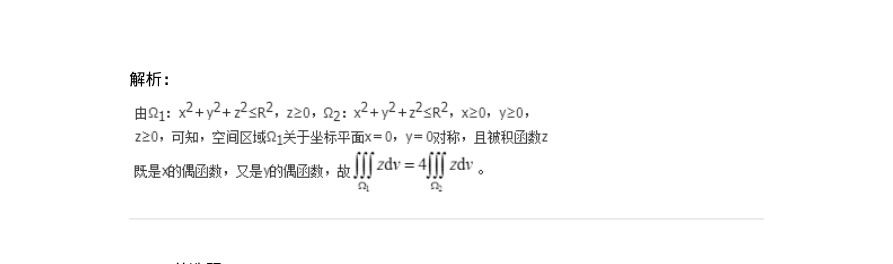 解析：
由Ω₁：x²+y²+z²≤R²，z≥0，Ω₂：x²+y²+z²≤R²，x≥0，y≥0，
z≥0，可知，空间区域Ω₁关于坐标平面x=0，y=0对称，且被积函数z
既是x的偶函数，又是y的偶函数，故∭Ω₁ zdv = 4∭Ω₂ zdv 。